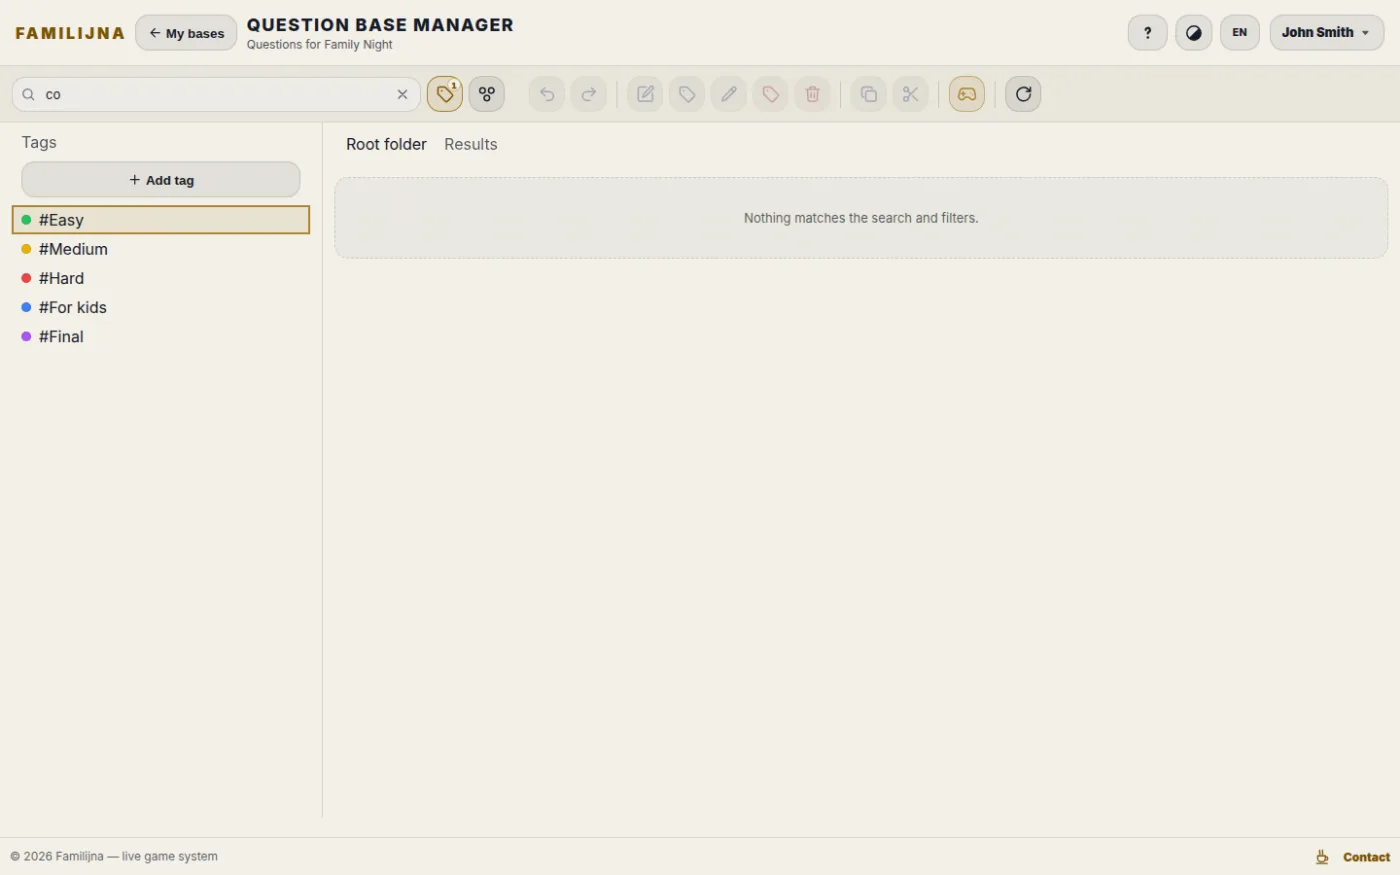 FAMILIJNA
← My bases
QUESTION BASE MANAGER
Questions for Family Night
?
EN
John Smith
co
1
Tags
+ Add tag
#Easy
#Medium
#Hard
#For kids
#Final
Root folder
Results
Nothing matches the search and filters.
© 2026 Familijna — live game system
Contact